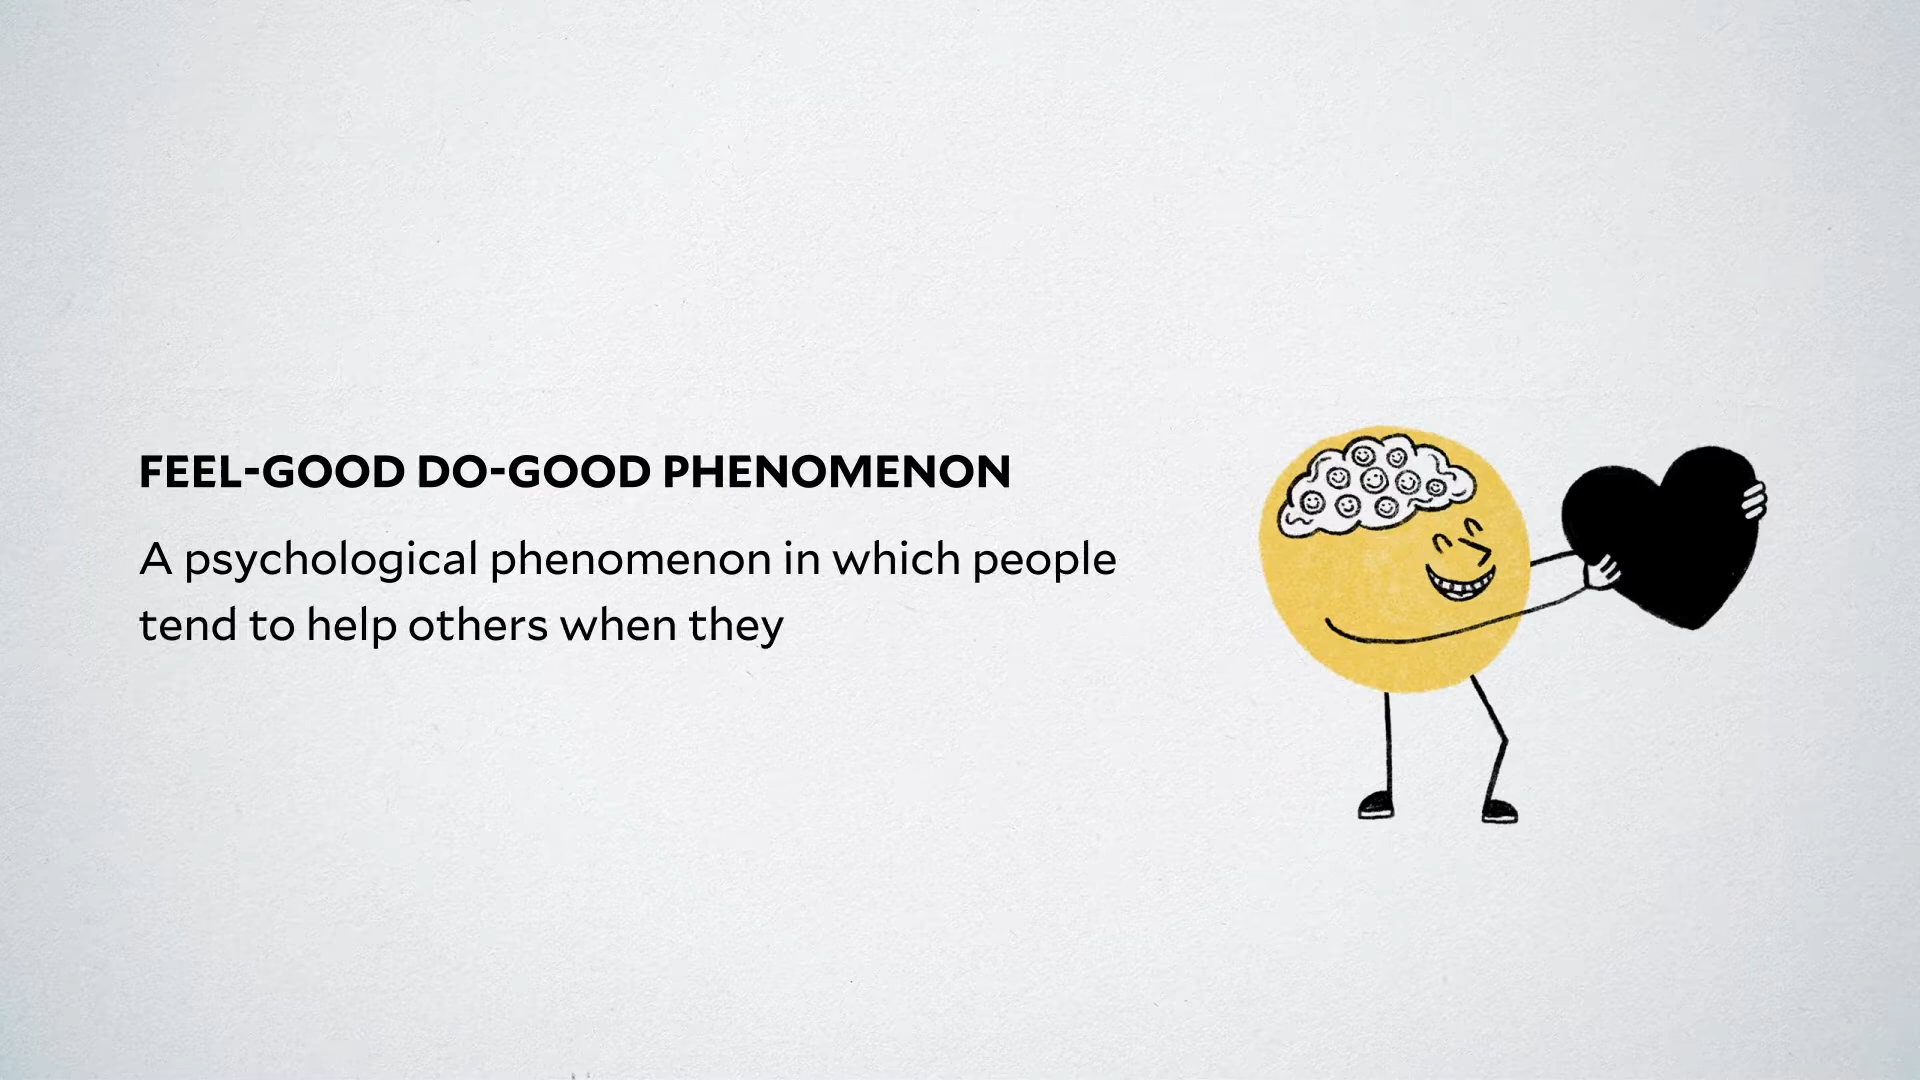 FEEL-GOOD DO-GOOD PHENOMENON
A psychological phenomenon in which people
tend to help others when they